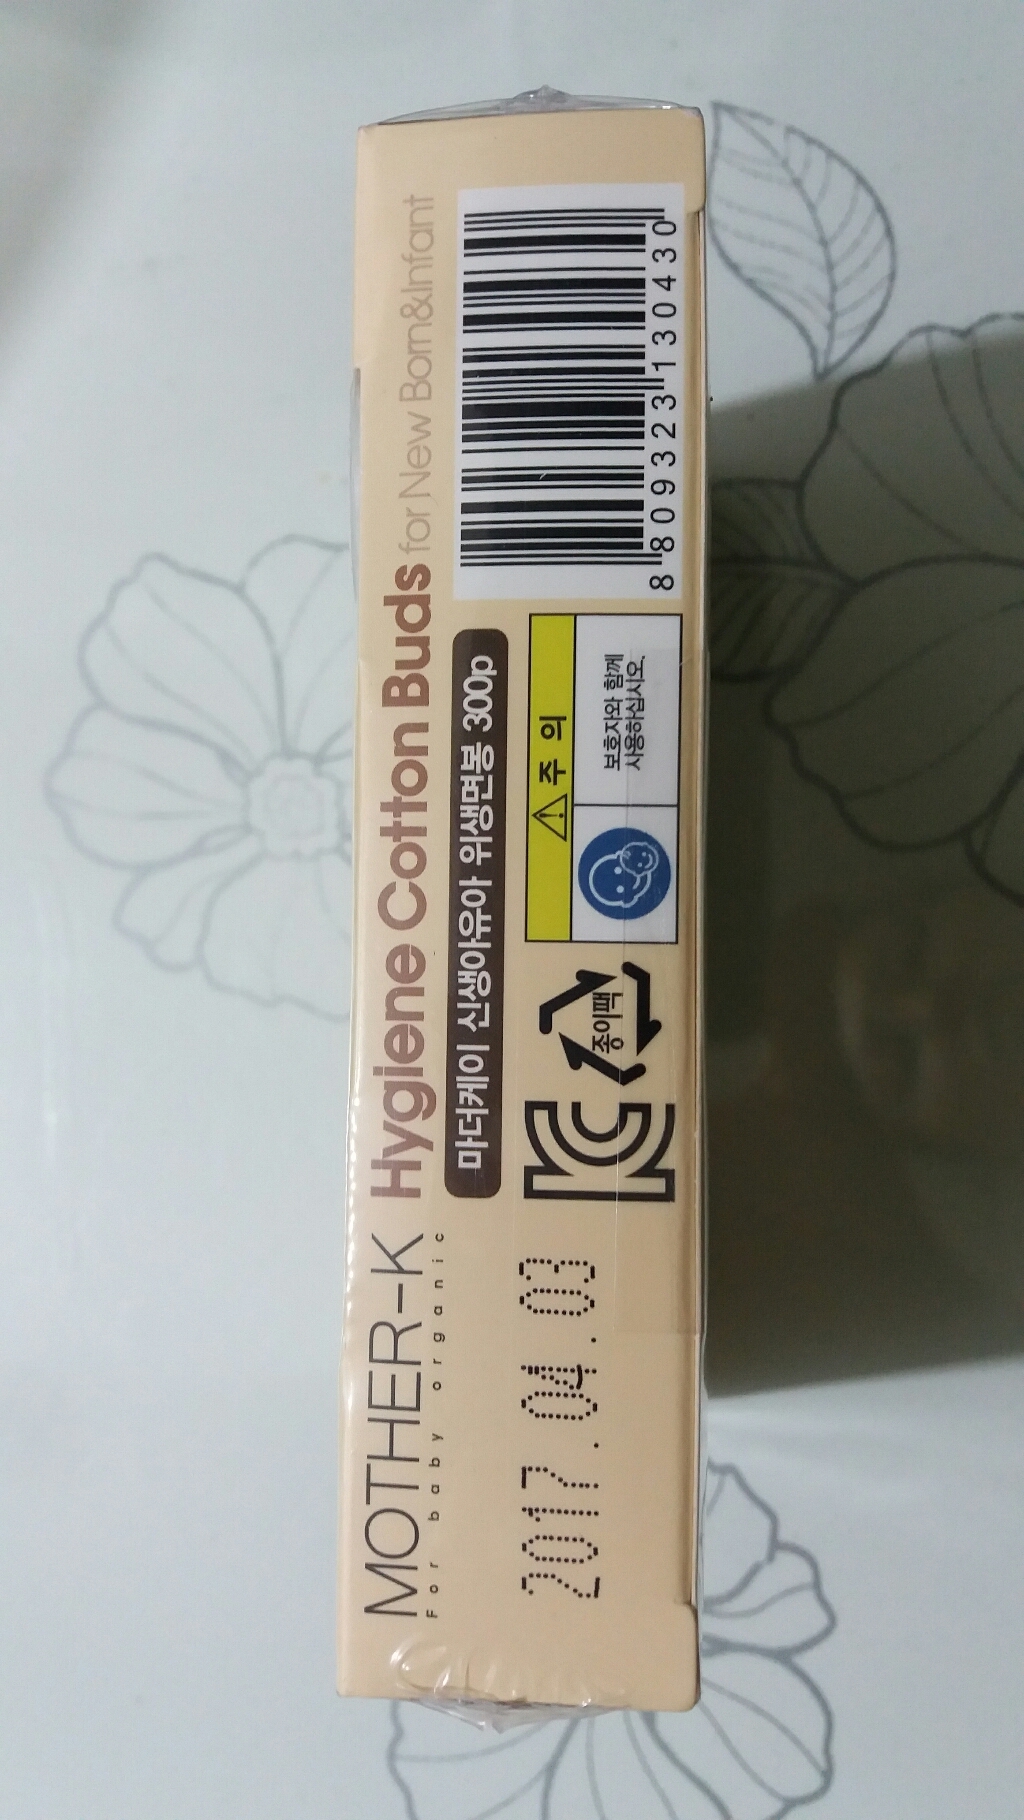 MOTHER-K Hygiene Cotton Buds for New Born&Infant
For baby organic
마더케이 신생아유아 위생면봉 300p
2017.04.03
종이팩
주 의
보호자와 함께
사용하십시오.
8 809323 130430